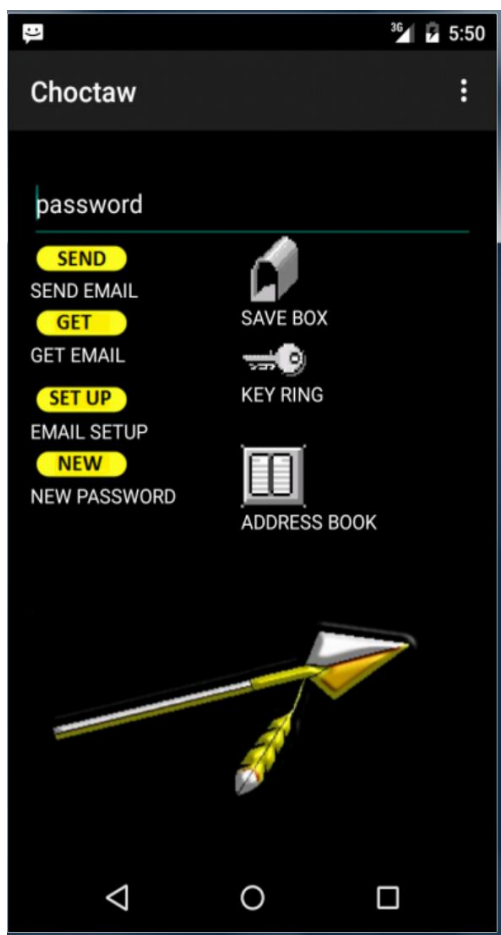 3G 5:50
Choctaw
password
SEND
SEND EMAIL
GET
GET EMAIL
SET UP
EMAIL SETUP
NEW
NEW PASSWORD
SAVE BOX
KEY RING
ADDRESS BOOK